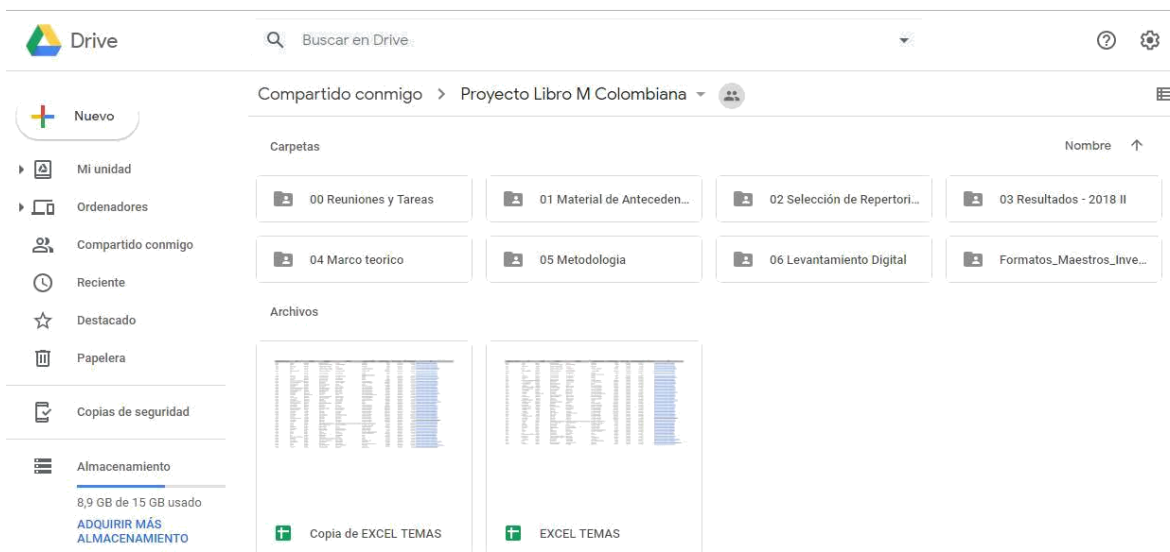 Drive
Buscar en Drive
Compartido conmigo > Proyecto Libro M Colombiana
Nuevo
Mi unidad
Ordenadores
Compartido conmigo
Reciente
Destacado
Papelera
Copias de seguridad
Almacenamiento
8,9 GB de 15 GB usado
ADQUIRIR MÁS
ALMACENAMIENTO
Carpetas
Nombre
00 Reuniones y Tareas
01 Material de Anteceden...
02 Selección de Repertori...
03 Resultados - 2018 II
04 Marco teorico
05 Metodologia
06 Levantamiento Digital
Formatos_Maestros_Inve...
Archivos
Copia de EXCEL TEMAS
EXCEL TEMAS